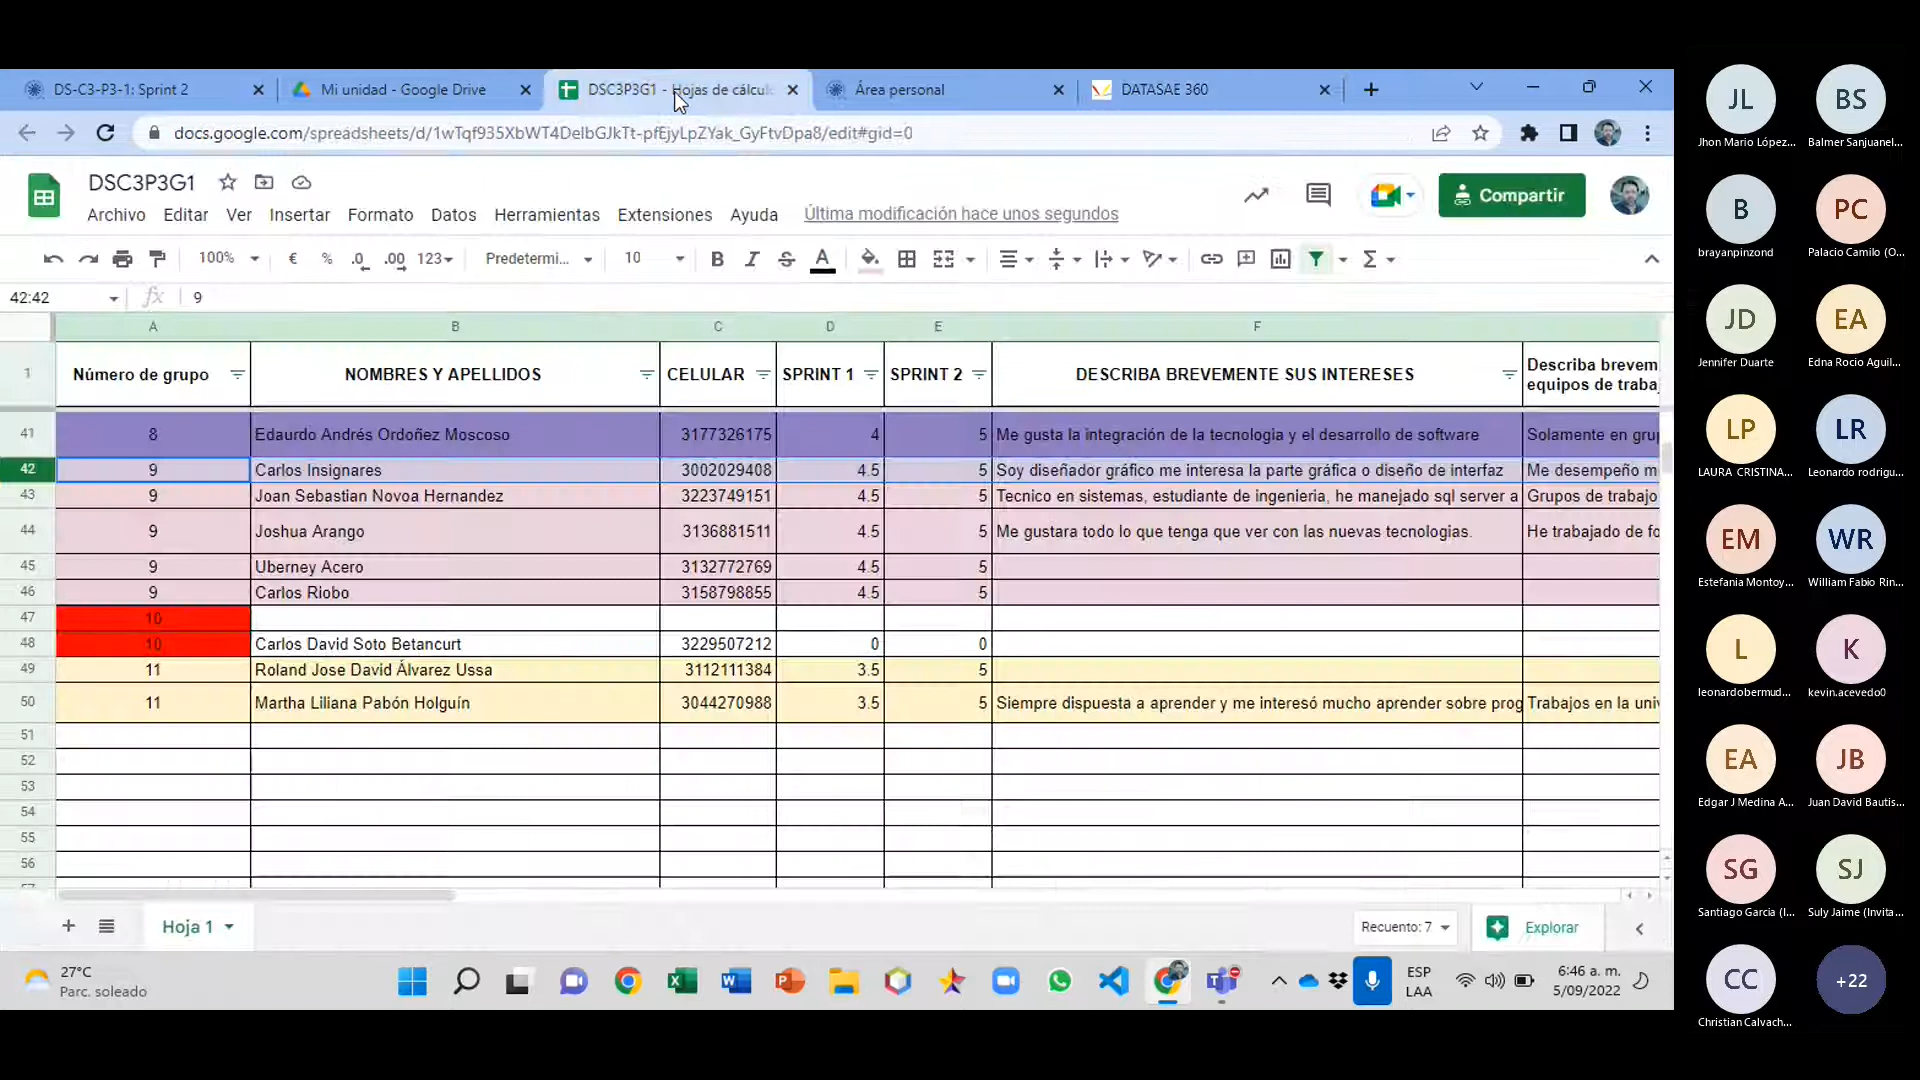 DS-C3-P3-1: Sprint 2
Mi unidad - Google Drive
DSC3P3G1 - Hojas de cálcul
Área personal
DATASAE 360
docs.google.com/spreadsheets/d/1wTqf935XbWT4DelbGJkTt-pfEjyLpZYak_GyFtvDpa8/edit#gid=0
DSC3P3G1
Archivo Editar Ver Insertar Formato Datos Herramientas Extensiones Ayuda Última modificación hace unos segundos
Compartir
100% € % .0 .00 123 Predetermi... 10 B I S A
42:42 fx 9
A B C D E F
1 Número de grupo NOMBRES Y APELLIDOS CELULAR SPRINT 1 SPRINT 2 DESCRIBA BREVEMENTE SUS INTERESES Describa brevem
equipos de traba
41 8 Edaurdo Andrés Ordoñez Moscoso 3177326175 4 5 Me gusta la integración de la tecnologia y el desarrollo de software Solamente en gru
42 9 Carlos Insignares 3002029408 4.5 5 Soy diseñador gráfico me interesa la parte gráfica o diseño de interfaz Me desempeño m
43 9 Joan Sebastian Novoa Hernandez 3223749151 4.5 5 Tecnico en sistemas, estudiante de ingenieria, he manejado sql server a Grupos de trabajo
44 9 Joshua Arango 3136881511 4.5 5 Me gustara todo lo que tenga que ver con las nuevas tecnologias. He trabajado de fo
45 9 Uberney Acero 3132772769 4.5 5
46 9 Carlos Riobo 3158798855 4.5 5
47 10
48 10 Carlos David Soto Betancurt 3229507212 0 0
49 11 Roland Jose David Álvarez Ussa 3112111384 3.5 5
50 11 Martha Liliana Pabón Holguín 3044270988 3.5 5 Siempre dispuesta a aprender y me interesó mucho aprender sobre prog Trabajos en la uni
51
52
53
54
55
56
Hoja 1
Recuento: 7
Explorar
27°C
Parc. soleado
ESP
LAA
6:46 a. m.
5/09/2022
JL BS
Jhon Mario López... Balmer Sanjuanel...
B PC
brayanpinzond Palacio Camilo (O...
JD EA
Jennifer Duarte Edna Rocio Aguil...
LP LR
LAURA CRISTINA... Leonardo rodrigu...
EM WR
Estefania Montoy... William Fabio Rin...
L K
leonardobermud... kevin.acevedo0
EA JB
Edgar J Medina A... Juan David Bautis...
SG SJ
Santiago Garcia (I... Suly Jaime (Invita...
CC +22
Christian Calvach...